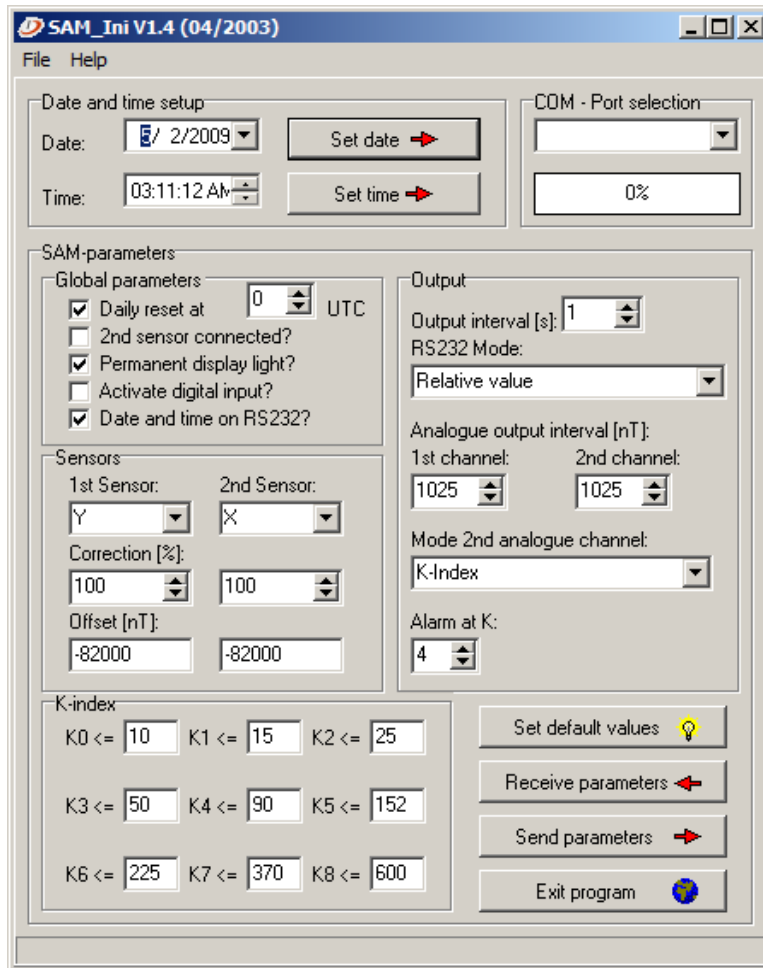 SAM_Ini V1.4 (04/2003)
File Help
Date and time setup
Date: 5/ 2/2009 Set date
Time: 03:11:12 AM Set time
COM - Port selection
0%
SAM-parameters
Global parameters
Daily reset at 0 UTC
2nd sensor connected?
Permanent display light?
Activate digital input?
Date and time on RS232?
Sensors
1st Sensor: 2nd Sensor:
Y X
Correction [%]:
100 100
Offset [nT]:
-82000 -82000
Output
Output interval [s]: 1
RS232 Mode:
Relative value
Analogue output interval [nT]:
1st channel: 2nd channel:
1025 1025
Mode 2nd analogue channel:
K-Index
Alarm at K:
4
K-index
K0 <= 10 K1 <= 15 K2 <= 25
K3 <= 50 K4 <= 90 K5 <= 152
K6 <= 225 K7 <= 370 K8 <= 600
Set default values
Receive parameters
Send parameters
Exit program